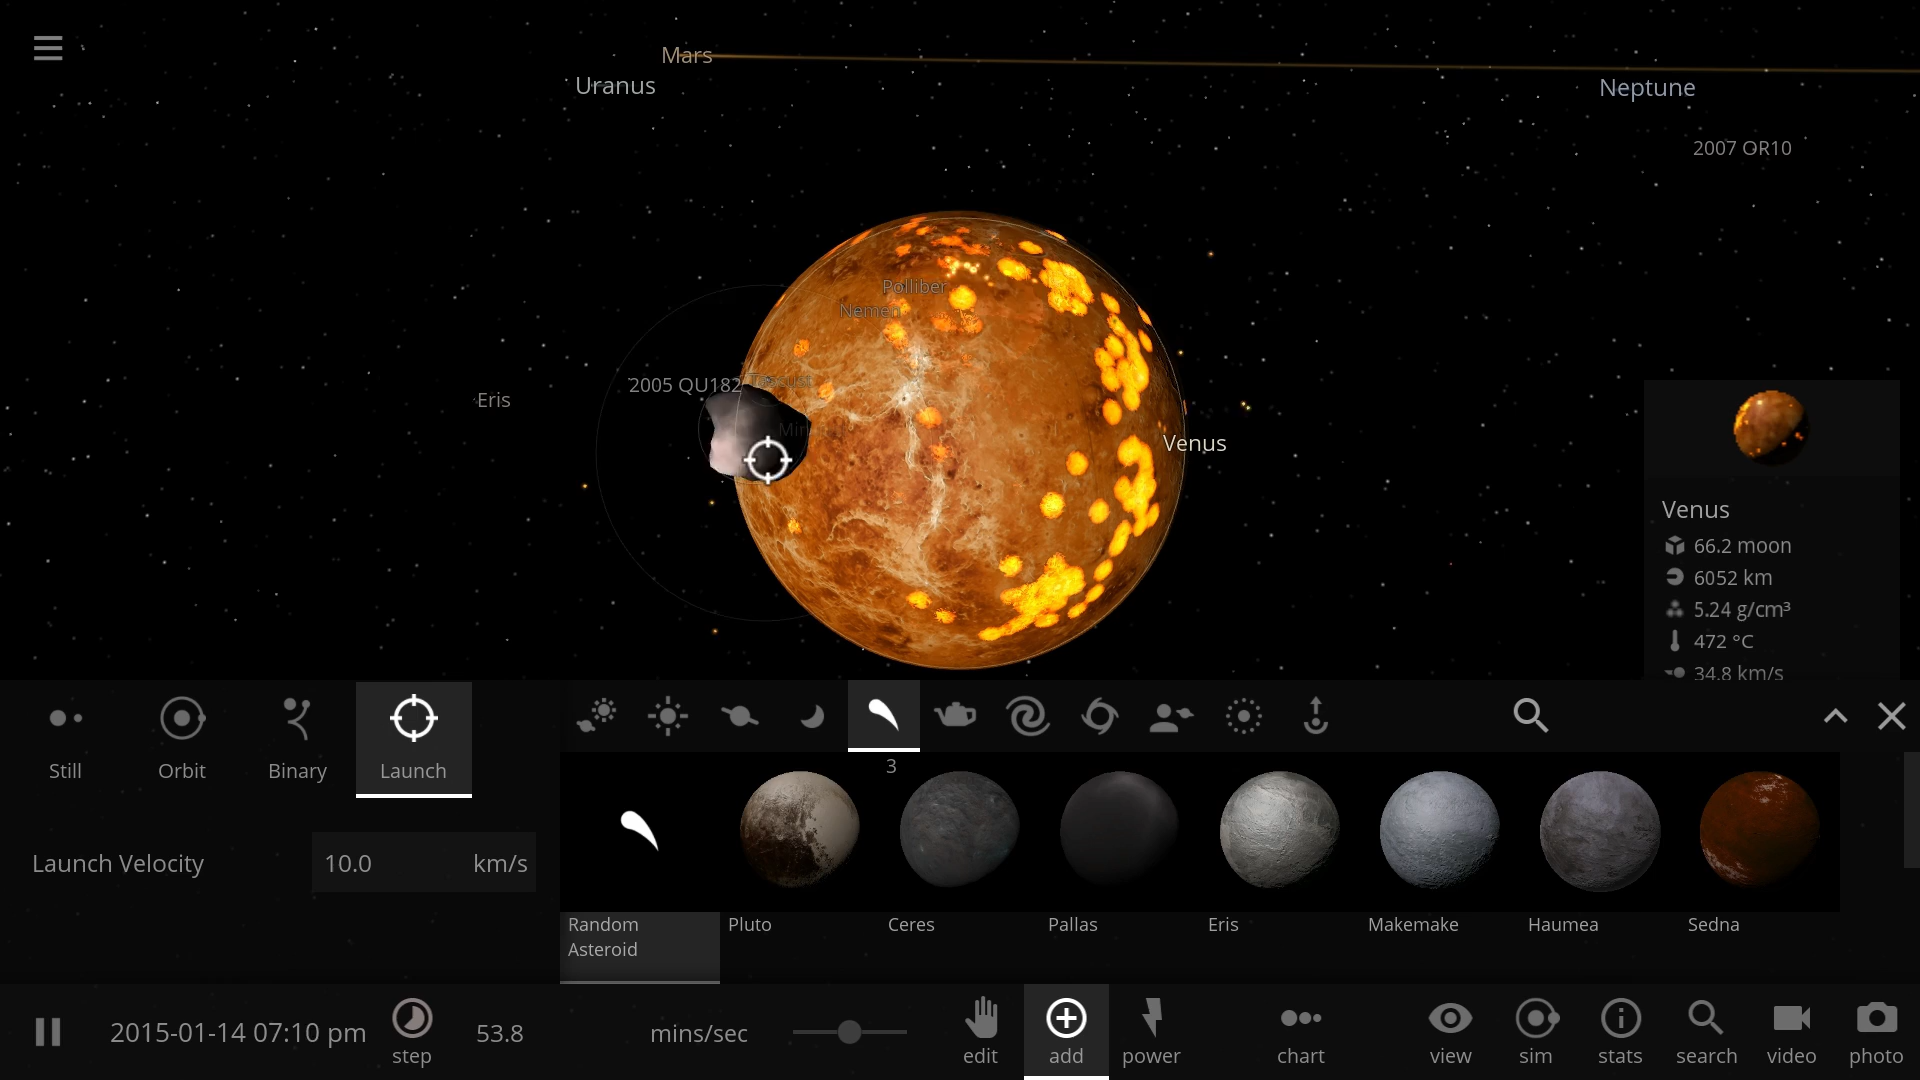 Mars
Uranus
Neptune
2007 OR10
Polliber
Nemen
2005 QU182
Eris
Venus
Venus
66.2 moon
6052 km
5.24 g/cm³
472 °C
34.8 km/s
Still
Orbit
Binary
Launch
3
Launch Velocity
10.0
km/s
Random
Asteroid
Pluto
Ceres
Pallas
Eris
Makemake
Haumea
Sedna
2015-01-14 07:10 pm
step
53.8
mins/sec
edit
add
power
chart
view
sim
stats
search
video
photo